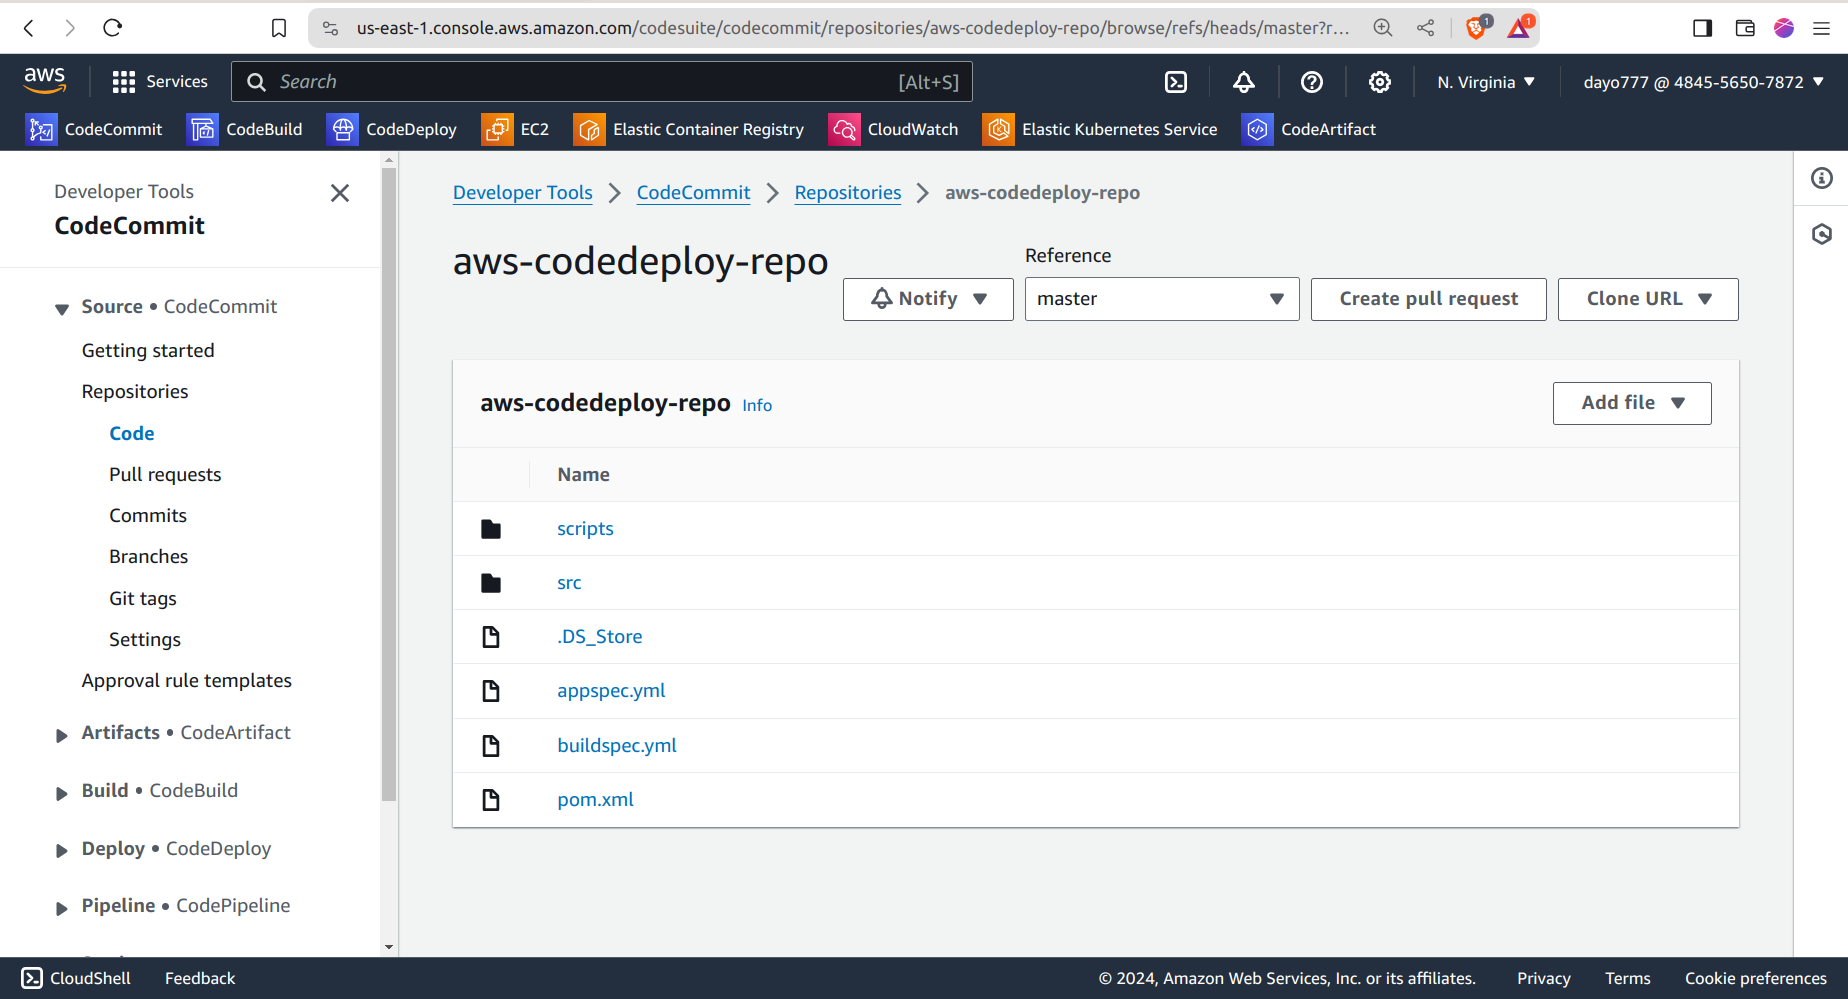 us-east-1.console.aws.amazon.com/codesuite/codecommit/repositories/aws-codedeploy-repo/browse/refs/heads/master?r...
1
1
aws
Services
Search
[Alt+S]
N. Virginia
dayo777 @ 4845-5650-7872
CodeCommit
CodeBuild
CodeDeploy
EC2
Elastic Container Registry
CloudWatch
Elastic Kubernetes Service
CodeArtifact
Developer Tools
CodeCommit
Source • CodeCommit
Getting started
Repositories
Code
Pull requests
Commits
Branches
Git tags
Settings
Approval rule templates
Artifacts • CodeArtifact
Build • CodeBuild
Deploy • CodeDeploy
Pipeline • CodePipeline
Developer Tools
CodeCommit
Repositories
aws-codedeploy-repo
aws-codedeploy-repo
Notify
Reference
master
Create pull request
Clone URL
aws-codedeploy-repo Info
Add file
Name
scripts
src
.DS_Store
appspec.yml
buildspec.yml
pom.xml
CloudShell
Feedback
© 2024, Amazon Web Services, Inc. or its affiliates.
Privacy
Terms
Cookie preferences